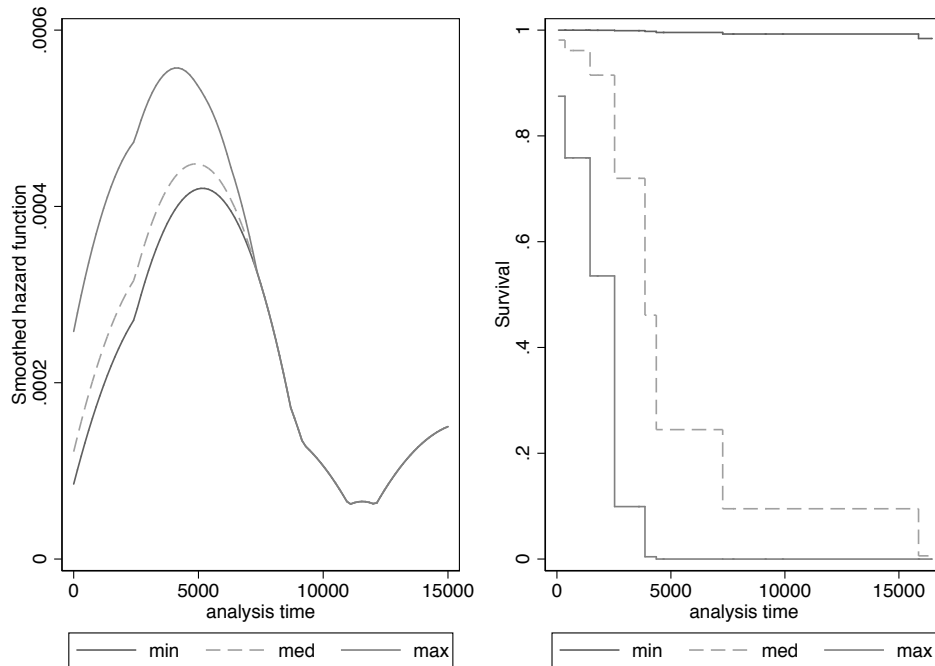 Smoothed hazard function
.0006
.0004
.0002
0
0 5000 10000 15000
analysis time
min med max
Survival
1
.8
.6
.4
.2
0
0 5000 10000 15000
analysis time
min med max